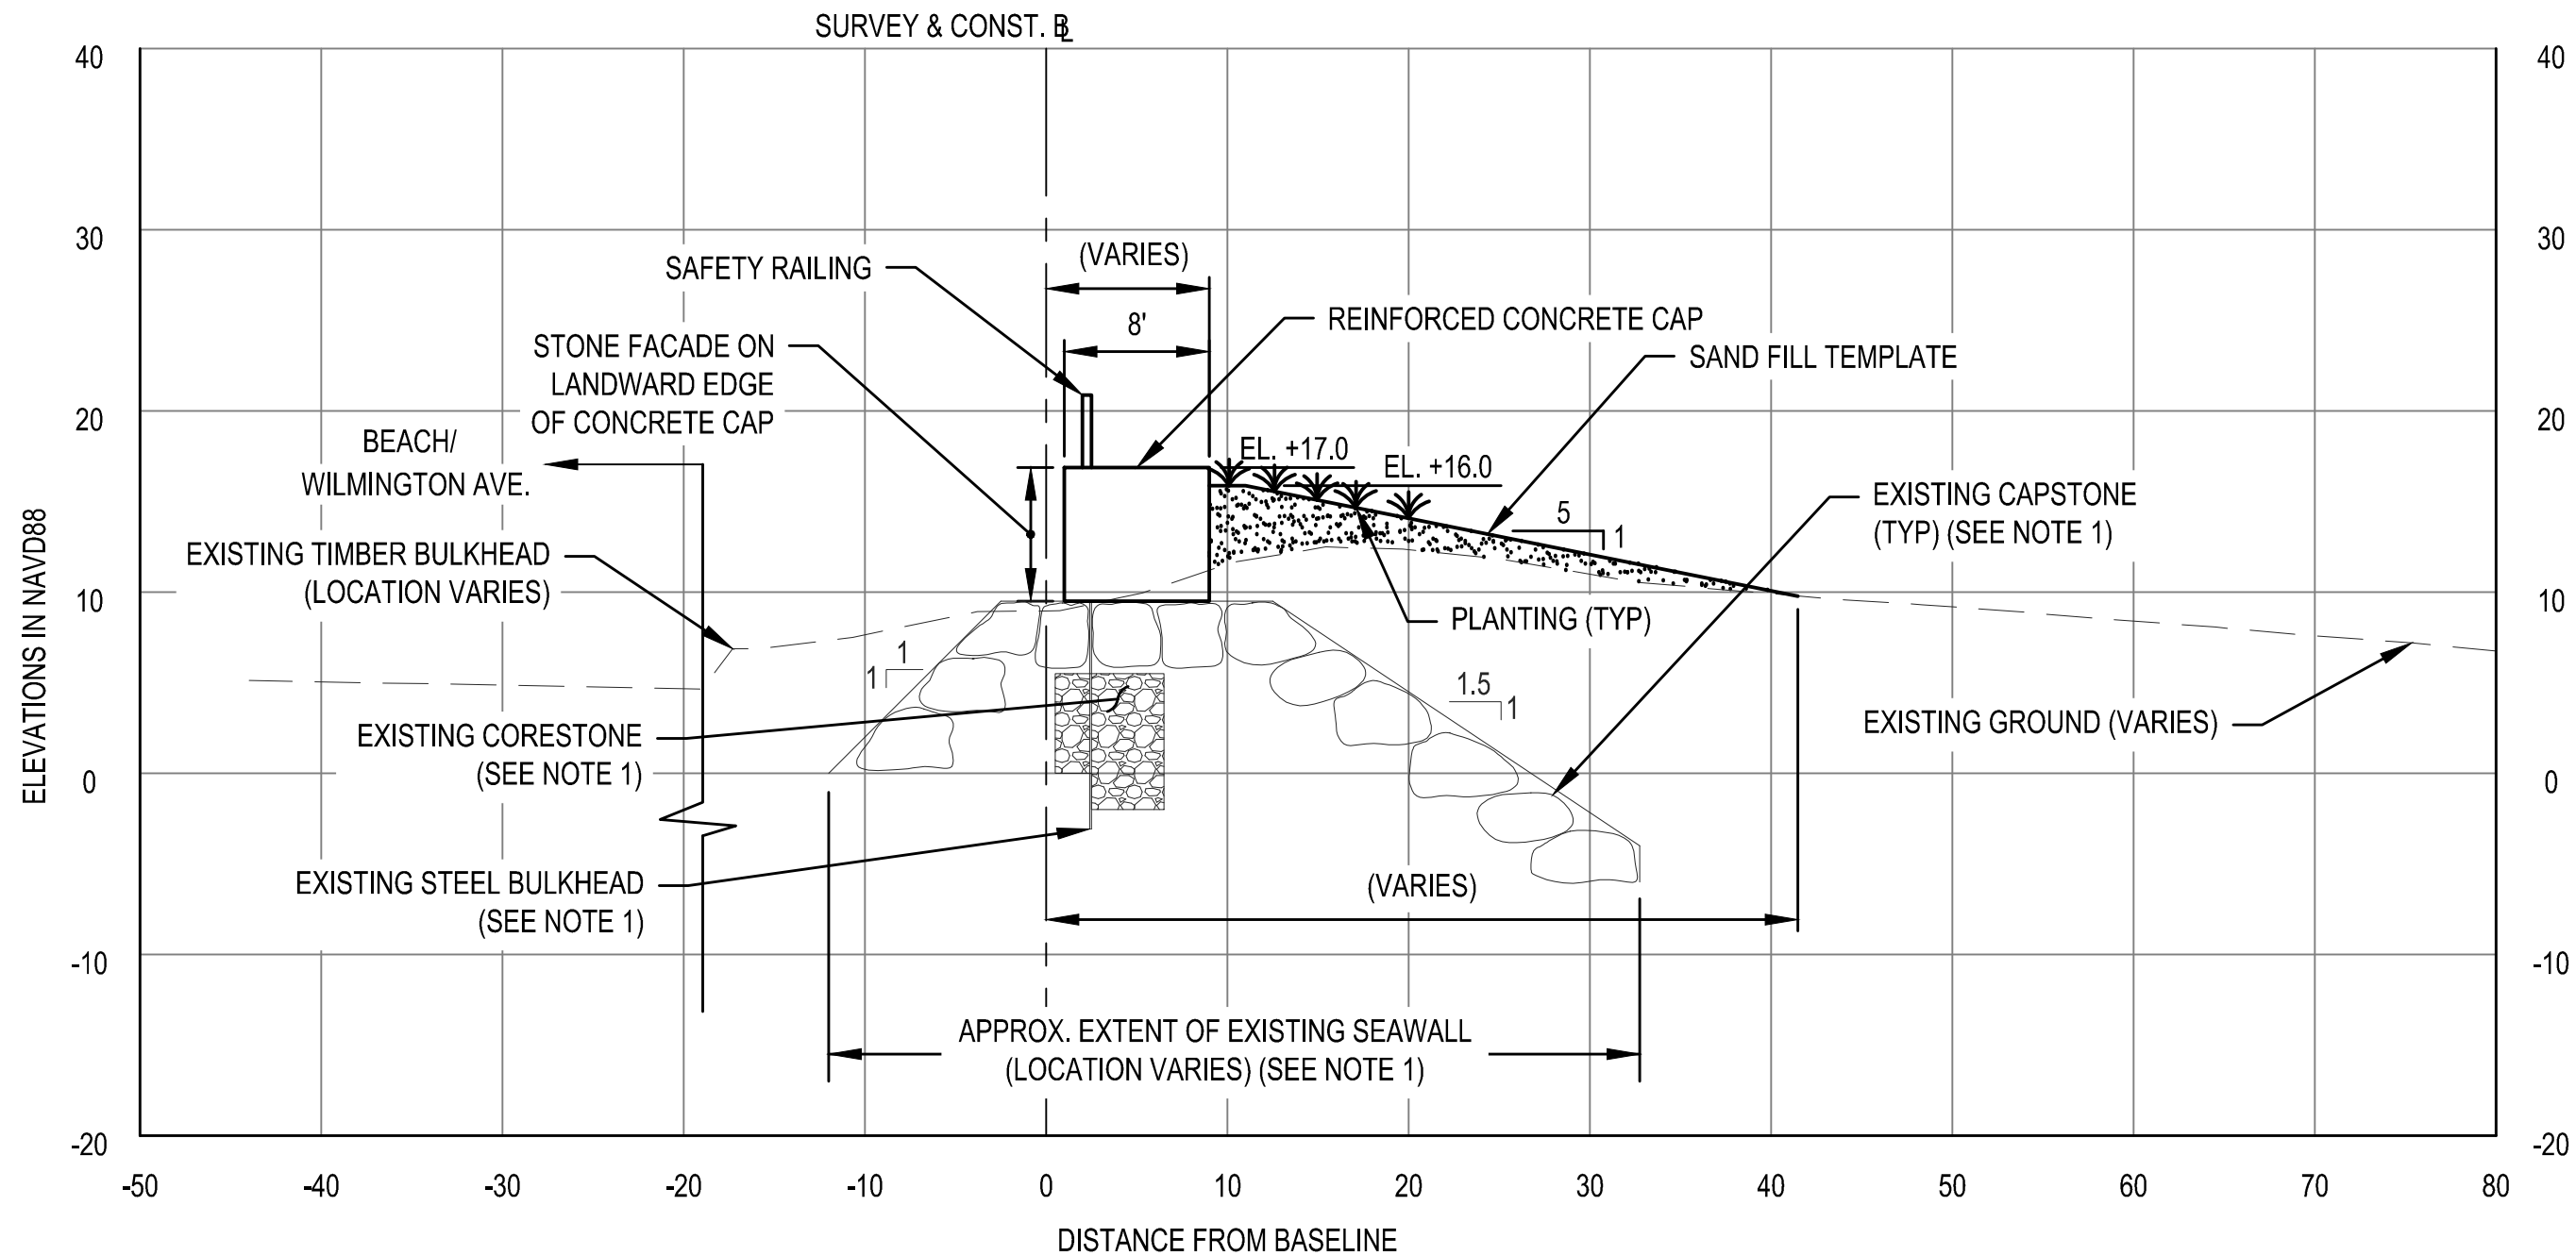 SURVEY & CONST. BL
40
40
30
30
20
20
10
10
0
0
-10
-10
-20
-20
ELEVATIONS IN NAVD88
(VARIES)
SAFETY RAILING
8'
REINFORCED CONCRETE CAP
STONE FACADE ON
LANDWARD EDGE
OF CONCRETE CAP
SAND FILL TEMPLATE
BEACH/
WILMINGTON AVE.
EL. +17.0
EL. +16.0
EXISTING CAPSTONE
(TYP) (SEE NOTE 1)
5
1
EXISTING TIMBER BULKHEAD
(LOCATION VARIES)
PLANTING (TYP)
1
1
1.5
1
EXISTING GROUND (VARIES)
EXISTING CORESTONE
(SEE NOTE 1)
EXISTING STEEL BULKHEAD
(SEE NOTE 1)
(VARIES)
APPROX. EXTENT OF EXISTING SEAWALL
(LOCATION VARIES) (SEE NOTE 1)
-50 -40 -30 -20 -10 0 10 20 30 40 50 60 70 80
DISTANCE FROM BASELINE